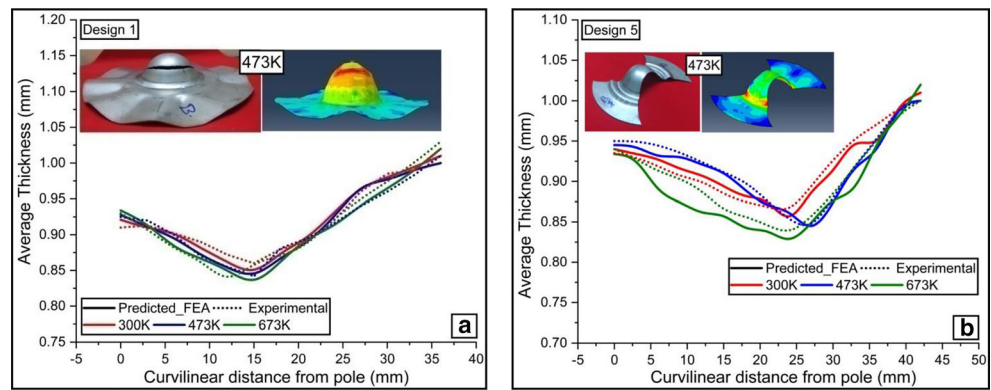 Design 1
473K
Average Thickness (mm)
1.20
1.15
1.10
1.05
1.00
0.95
0.90
0.85
0.80
0.75
Predicted_FEA Experimental
300K 473K 673K
a
-5 0 5 10 15 20 25 30 35 40
Curvilinear distance from pole (mm)
Design 5
473K
Average Thickness (mm)
1.10
1.05
1.00
0.95
0.90
0.85
0.80
0.75
0.70
Predicted_FEA Experimental
300K 473K 673K
b
-5 0 5 10 15 20 25 30 35 40 45 50
Curvilinear distance from pole (mm)